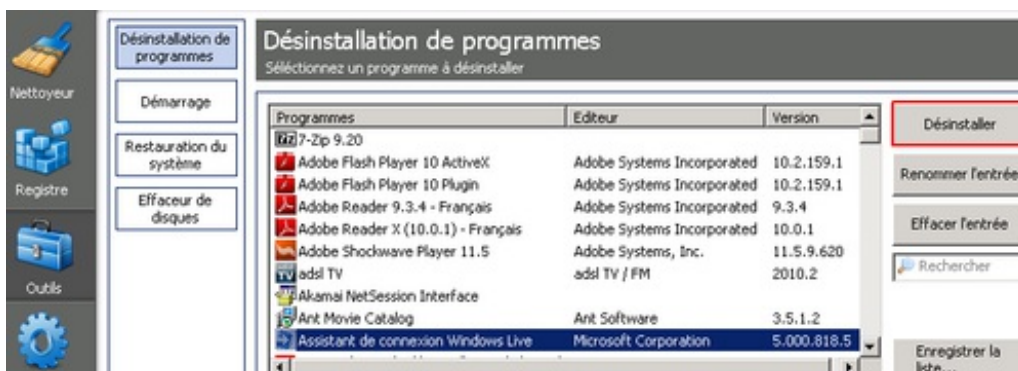 Nettoyeur
Registre
Outils
Désinstallation de
programmes
Démarrage
Restauration du
système
Effaceur de
disques
Désinstallation de programmes
Séléctionnez un programme à désinstaller
Programmes Editeur Version
7-Zip 9.20
Adobe Flash Player 10 ActiveX Adobe Systems Incorporated 10.2.159.1
Adobe Flash Player 10 Plugin Adobe Systems Incorporated 10.2.159.1
Adobe Reader 9.3.4 - Français Adobe Systems Incorporated 9.3.4
Adobe Reader X (10.0.1) - Français Adobe Systems Incorporated 10.0.1
Adobe Shockwave Player 11.5 Adobe Systems, Inc. 11.5.9.620
adsl TV adsl TV / FM 2010.2
Akamai NetSession Interface
Ant Movie Catalog Ant Software 3.5.1.2
Assistant de connexion Windows Live Microsoft Corporation 5.000.818.5
Désinstaller
Renommer l'entrée
Effacer l'entrée
Rechercher
Enregistrer la
liste...